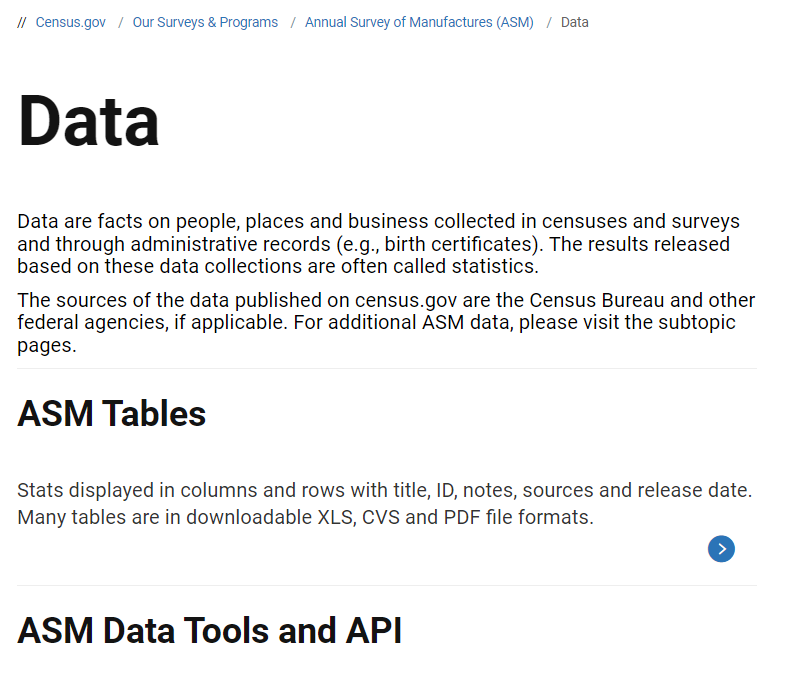 // Census.gov / Our Surveys & Programs / Annual Survey of Manufactures (ASM) / Data
Data
Data are facts on people, places and business collected in censuses and surveys
and through administrative records (e.g., birth certificates). The results released
based on these data collections are often called statistics.
The sources of the data published on census.gov are the Census Bureau and other
federal agencies, if applicable. For additional ASM data, please visit the subtopic
pages.
ASM Tables
Stats displayed in columns and rows with title, ID, notes, sources and release date.
Many tables are in downloadable XLS, CVS and PDF file formats.
ASM Data Tools and API